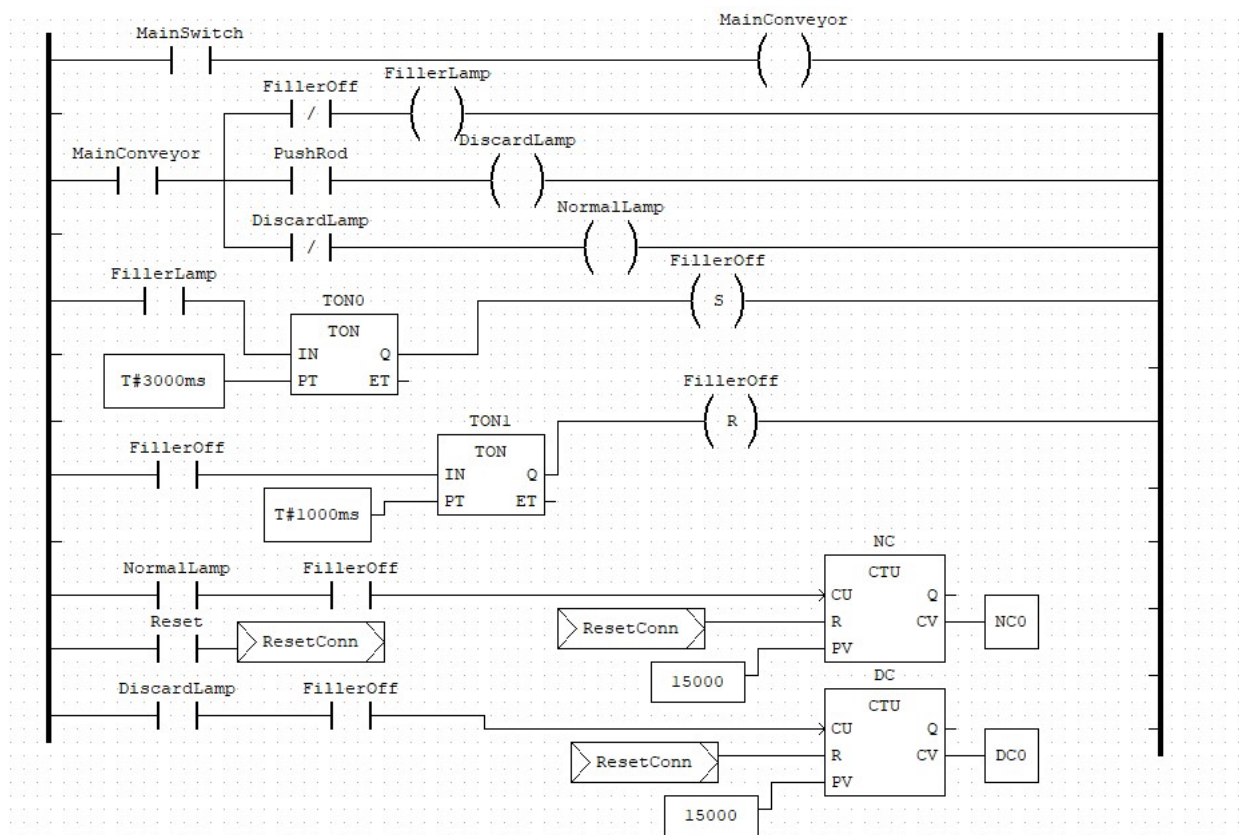 MainConveyor
MainSwitch
FillerLamp
FillerOff
/
DiscardLamp
MainConveyor
PushRod
NormalLamp
DiscardLamp
/
FillerOff
FillerLamp
TON0
S
TON
IN Q
T#3000ms
PT ET
FillerOff
TON1
R
FillerOff
TON
IN Q
PT ET
T#1000ms
NC
NormalLamp FillerOff
CTU
CU Q
Reset
ResetConn
R CV NC0
ResetConn
PV
15000
DC
DiscardLamp FillerOff
CTU
CU Q
ResetConn
R CV DC0
PV
15000